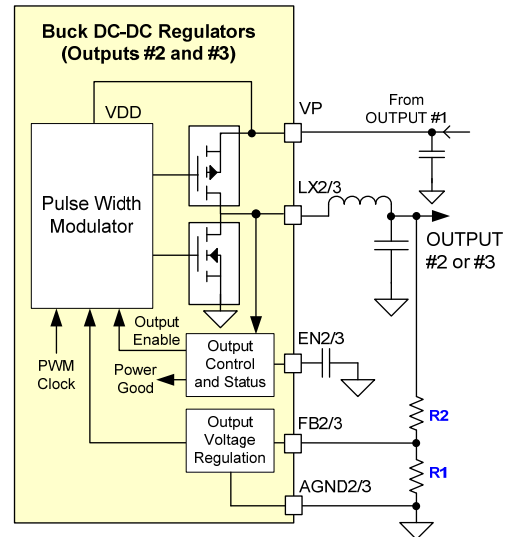 Buck DC-DC Regulators
(Outputs #2 and #3)
VDD
VP
From
OUTPUT #1
Pulse Width
Modulator
LX2/3
OUTPUT
#2 or #3
Output
Enable
PWM
Clock
Power
Good
Output
Control
and Status
EN2/3
Output
Voltage
Regulation
FB2/3
R2
R1
AGND2/3